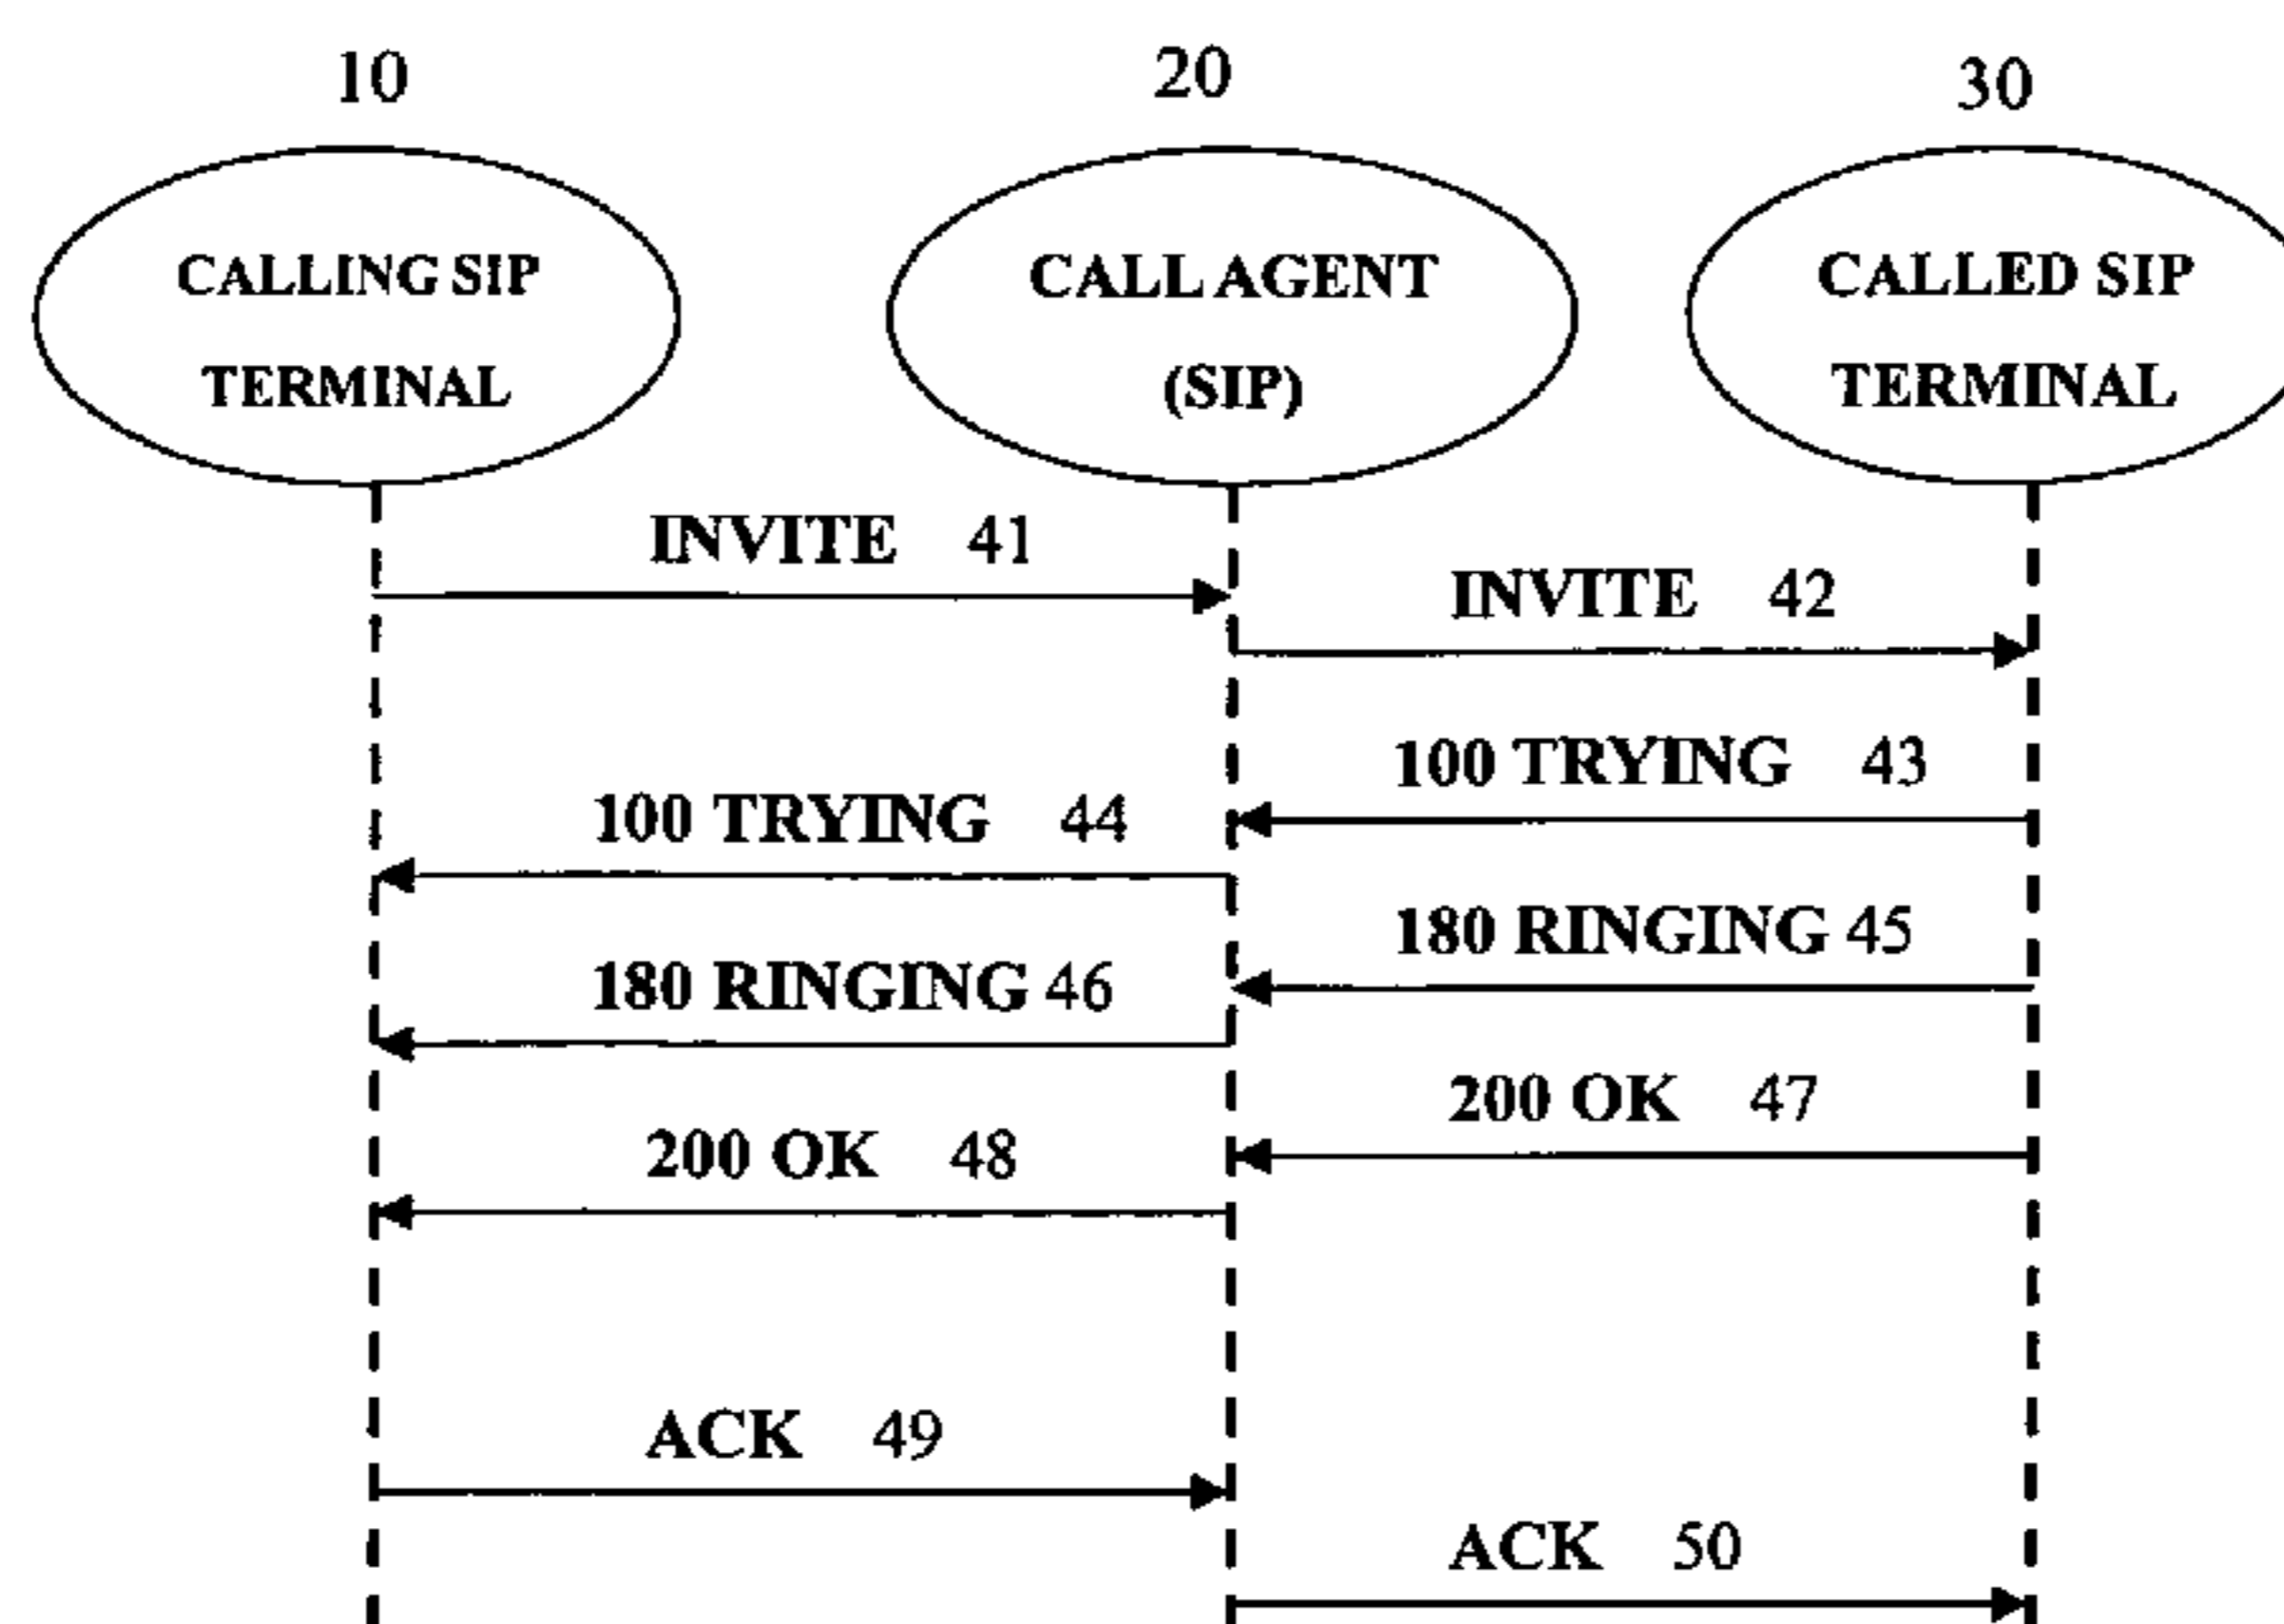 10
20
30
CALLING SIP
TERMINAL
CALL AGENT
(SIP)
CALLED SIP
TERMINAL
INVITE 41
INVITE 42
100 TRYING 43
100 TRYING 44
180 RINGING 45
180 RINGING 46
200 OK 47
200 OK 48
ACK 49
ACK 50